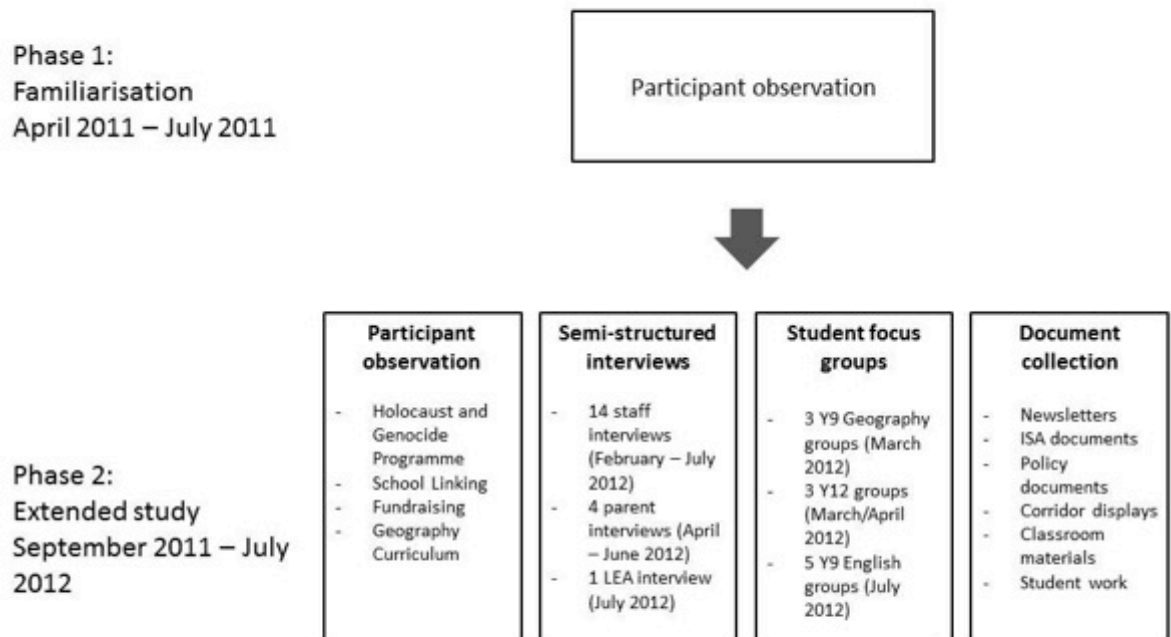 Phase 1:
Familiarisation
April 2011 – July 2011
Participant observation
Phase 2:
Extended study
September 2011 – July
2012
Participant
observation
- Holocaust and
Genocide
Programme
- School Linking
- Fundraising
- Geography
Curriculum
Semi-structured
interviews
- 14 staff
interviews
(February – July
2012)
- 4 parent
interviews (April
– June 2012)
- 1 LEA interview
(July 2012)
Student focus
groups
- 3 Y9 Geography
groups (March
2012)
- 3 Y12 groups
(March/April
2012)
- 5 Y9 English
groups (July
2012)
Document
collection
- Newsletters
- ISA documents
- Policy
documents
- Corridor displays
- Classroom
materials
- Student work